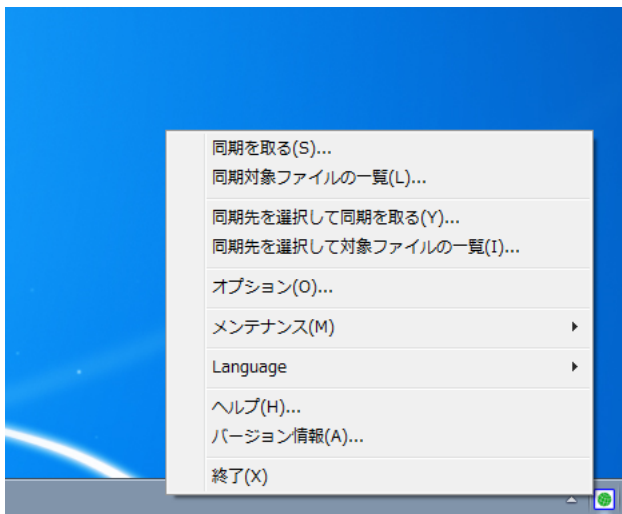 同期を取る(S)...
同期対象ファイルの一覧(L)...
同期先を選択して同期を取る(Y)...
同期先を選択して対象ファイルの一覧(I)...
オプション(O)...
メンテナンス(M)
Language
ヘルプ(H)...
バージョン情報(A)...
終了(X)